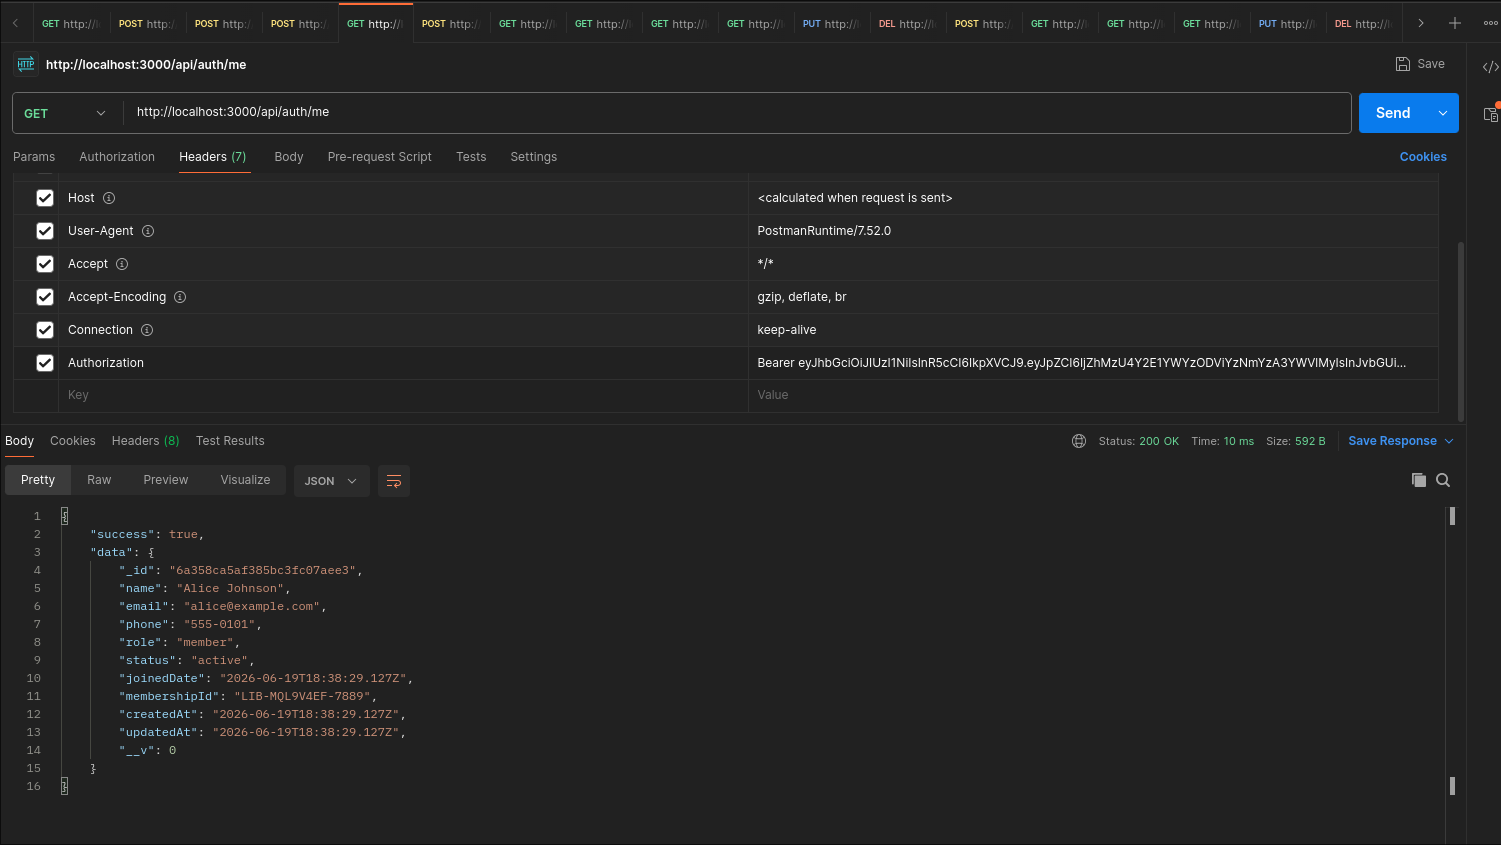 GET http://
POST http:/
POST http:/
POST http:/
GET http://
POST http:/
GET http://
GET http://
GET http://
GET http://
PUT http://
DEL http://
POST http:/
GET http://
GET http://
GET http://
PUT http://
DEL http://
HTTP http://localhost:3000/api/auth/me
Save
GET http://localhost:3000/api/auth/me
Send
Params Authorization Headers (7) Body Pre-request Script Tests Settings Cookies
Host <calculated when request is sent>
User-Agent PostmanRuntime/7.52.0
Accept */*
Accept-Encoding gzip, deflate, br
Connection keep-alive
Authorization Bearer eyJhbGciOiJIUzI1NiIsInR5cCI6IkpXVCJ9.eyJpZCI6IjZhMzU4Y2E1YWYzODViYzNmYzA3YWVlMyIsInJvbGUi...
Key Value
Body Cookies Headers (8) Test Results Status: 200 OK Time: 10 ms Size: 592 B Save Response
Pretty Raw Preview Visualize JSON
1 {
2 "success": true,
3 "data": {
4 "_id": "6a358ca5af385bc3fc07aee3",
5 "name": "Alice Johnson",
6 "email": "alice@example.com",
7 "phone": "555-0101",
8 "role": "member",
9 "status": "active",
10 "joinedDate": "2026-06-19T18:38:29.127Z",
11 "membershipId": "LIB-MQL9V4EF-7889",
12 "createdAt": "2026-06-19T18:38:29.127Z",
13 "updatedAt": "2026-06-19T18:38:29.127Z",
14 "__v": 0
15 }
16 }